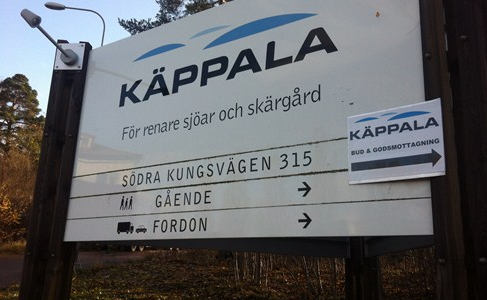 KÄPPALA
För renare sjöar och skärgård
SÖDRA KUNGSVÄGEN 315
GÅENDE
FORDON
KÄPPALA
BUD & GODSMOTTAGNING